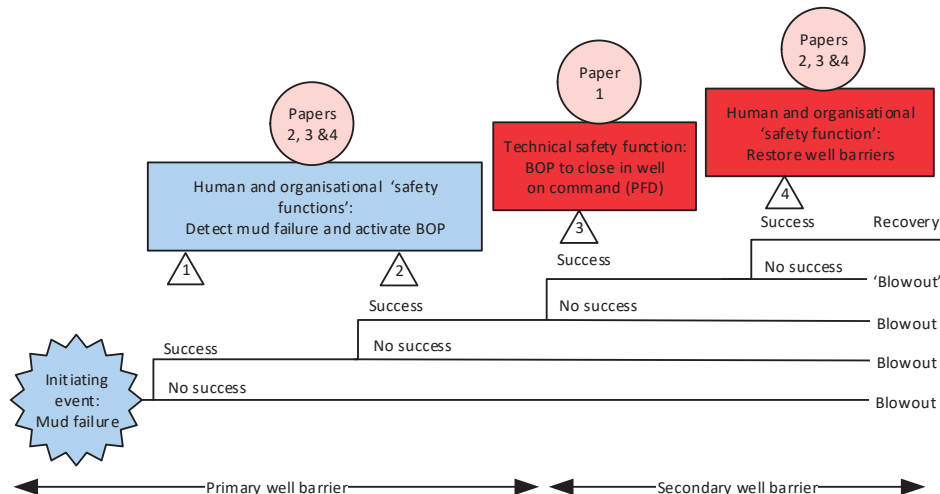 Papers
2, 3 &4
Human and organisational ‘safety
functions’:
Detect mud failure and activate BOP
1
2
Paper
1
Technical safety function:
BOP to close in well
on command (PFD)
3
Papers
2, 3 &4
Human and organisational
‘safety function’:
Restore well barriers
4
Success
Recovery
No success
‘Blowout’
Success
No success
Blowout
Success
No success
Blowout
Success
No success
Blowout
Initiating
event:
Mud failure
Primary well barrier
Secondary well barrier